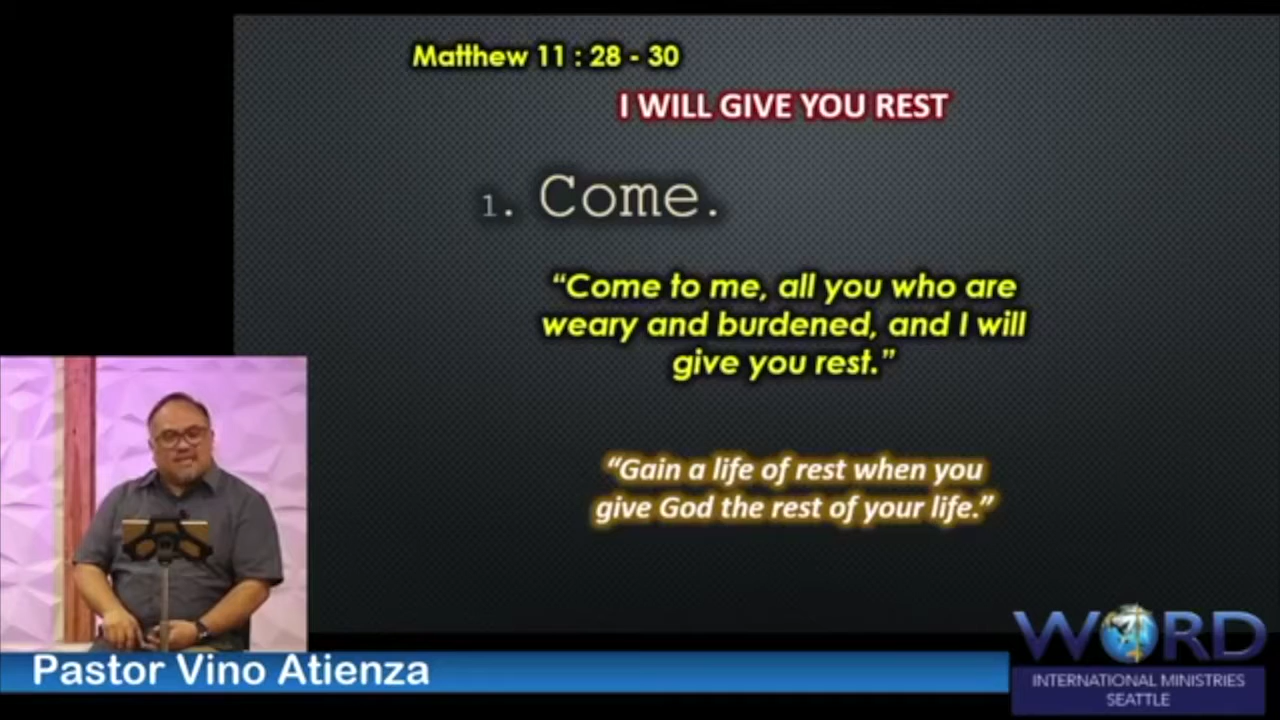 Matthew 11 : 28 - 30
I WILL GIVE YOU REST
1. Come.
“Come to me, all you who are
weary and burdened, and I will
give you rest.”
“Gain a life of rest when you
give God the rest of your life.”
Pastor Vino Atienza
WORD
INTERNATIONAL MINISTRIES
SEATTLE